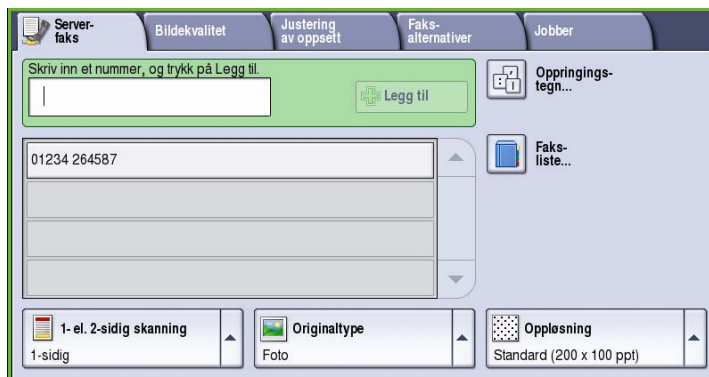 Server-
faks
Bildekvalitet
Justering
av oppsett
Faks-
alternativer
Jobber
Skriv inn et nummer, og trykk på Legg til.
Legg til
Oppringings-
tegn...
01234 264587
Faks-
liste...
1- el. 2-sidig skanning
1-sidig
Originaltype
Foto
Oppløsning
Standard (200 x 100 ppt)